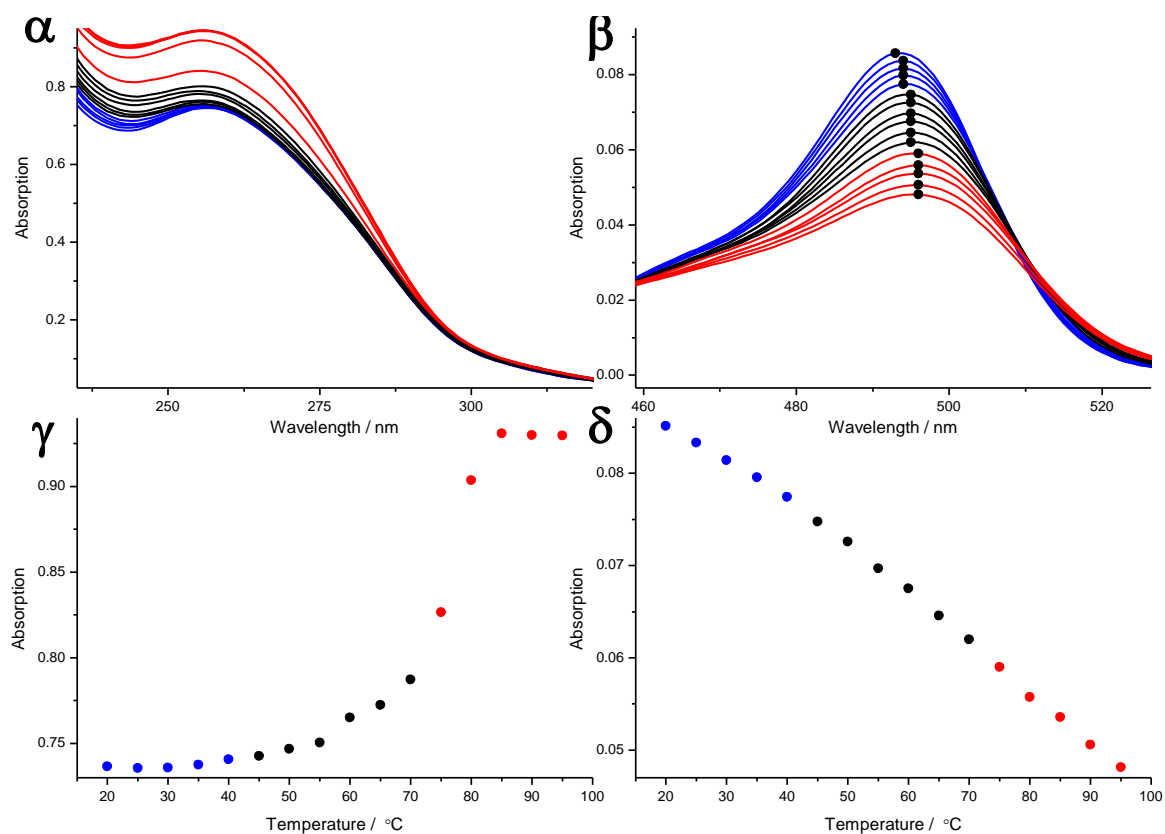 α
0.8
0.6
0.4
0.2
Absorption
250 275 300
Wavelength / nm
β
0.08
0.06
0.04
0.02
0.00
Absorption
460 480 500 520
Wavelength / nm
γ
0.90
0.85
0.80
0.75
Absorption
20 30 40 50 60 70 80 90 100
Temperature / °C
δ
0.08
0.07
0.06
0.05
Absorption
20 30 40 50 60 70 80 90 100
Temperature / °C